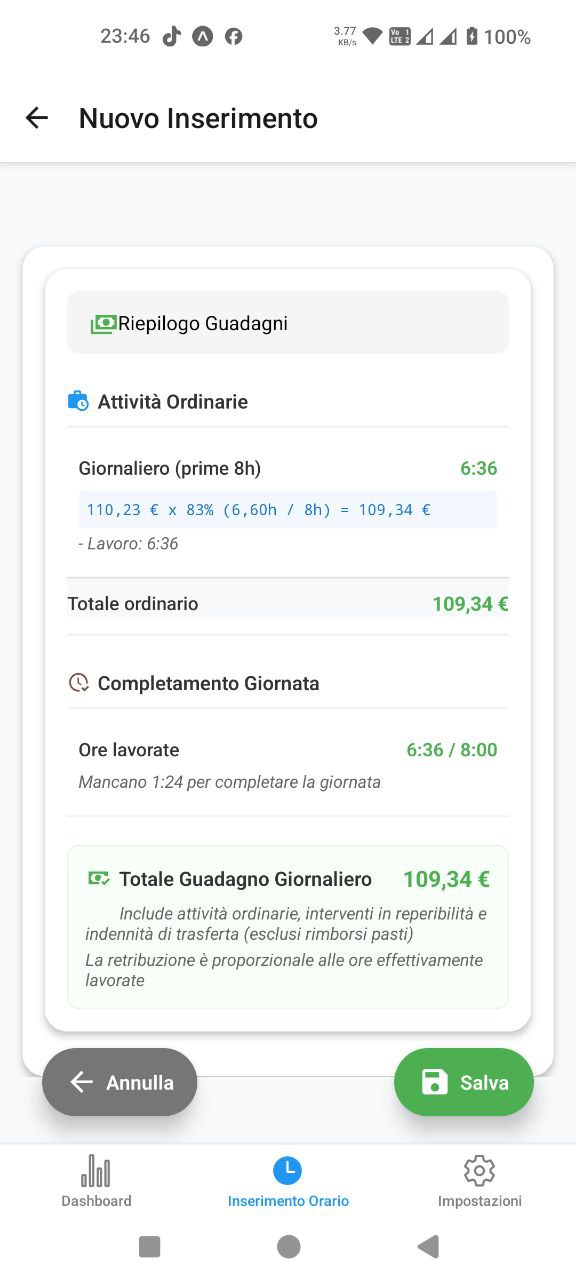 23:46 3.77 KB/s Vo 1 LTE 2 100%
Nuovo Inserimento
Riepilogo Guadagni
Attività Ordinarie
Giornaliero (prime 8h) 6:36
110,23 € x 83% (6,60h / 8h) = 109,34 €
- Lavoro: 6:36
Totale ordinario 109,34 €
Completamento Giornata
Ore lavorate 6:36 / 8:00
Mancano 1:24 per completare la giornata
Totale Guadagno Giornaliero 109,34 €
Include attività ordinarie, interventi in reperibilità e
indennità di trasferta (esclusi rimborsi pasti)
La retribuzione è proporzionale alle ore effettivamente
lavorate
Annulla Salva
Dashboard Inserimento Orario Impostazioni